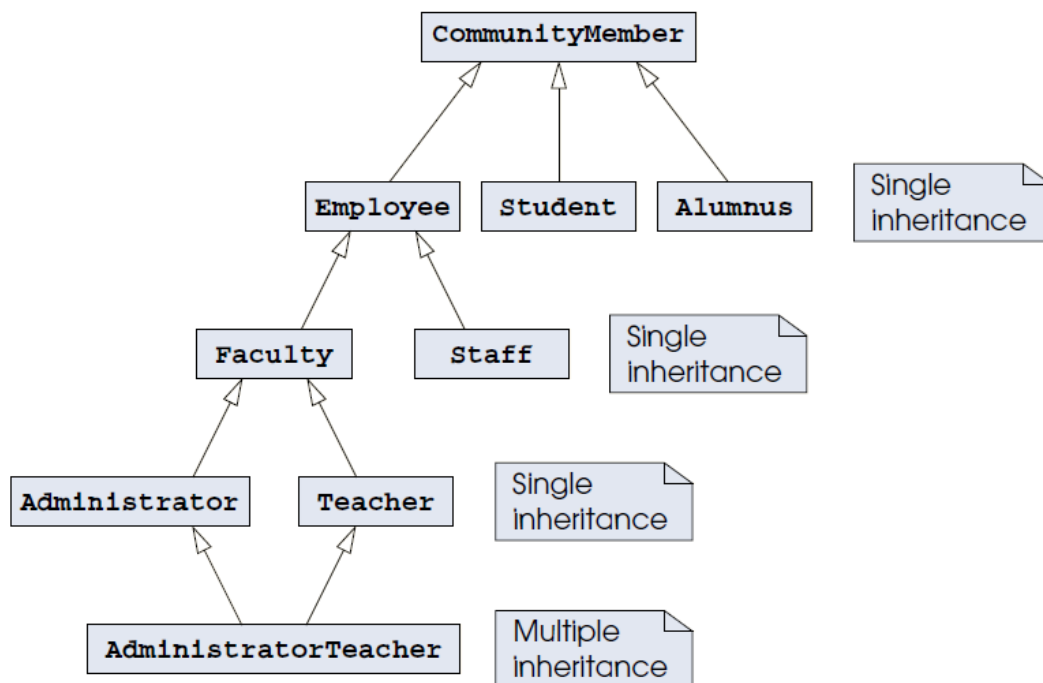 CommunityMember
Employee
Student
Alumnus
Single
inheritance
Faculty
Staff
Single
inheritance
Administrator
Teacher
Single
inheritance
AdministratorTeacher
Multiple
inheritance